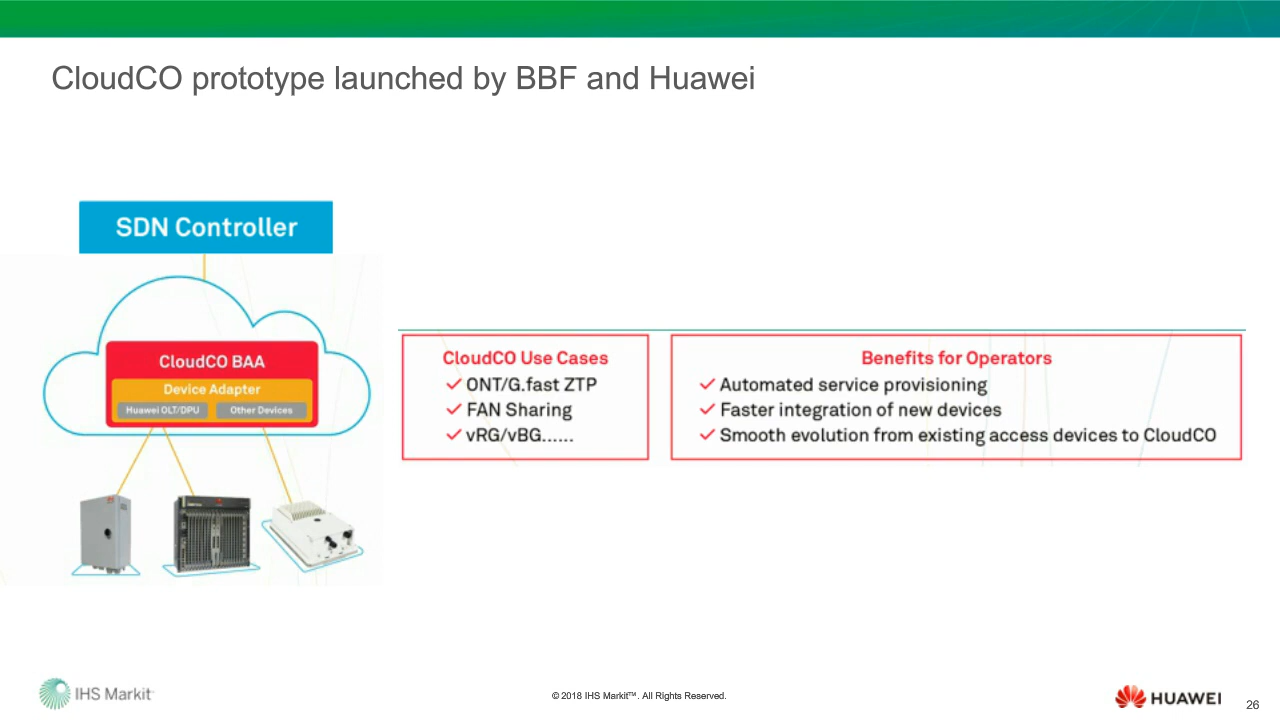 CloudCO prototype launched by BBF and Huawei
SDN Controller
CloudCO BAA
Device Adapter
Huawei OLT/DPU
Other Devices
CloudCO Use Cases
✓ ONT/G.fast ZTP
✓ FAN Sharing
✓ vRG/vBG......
Benefits for Operators
✓ Automated service provisioning
✓ Faster integration of new devices
✓ Smooth evolution from existing access devices to CloudCO
IHS Markit™
© 2018 IHS Markit™. All Rights Reserved.
HUAWEI
26